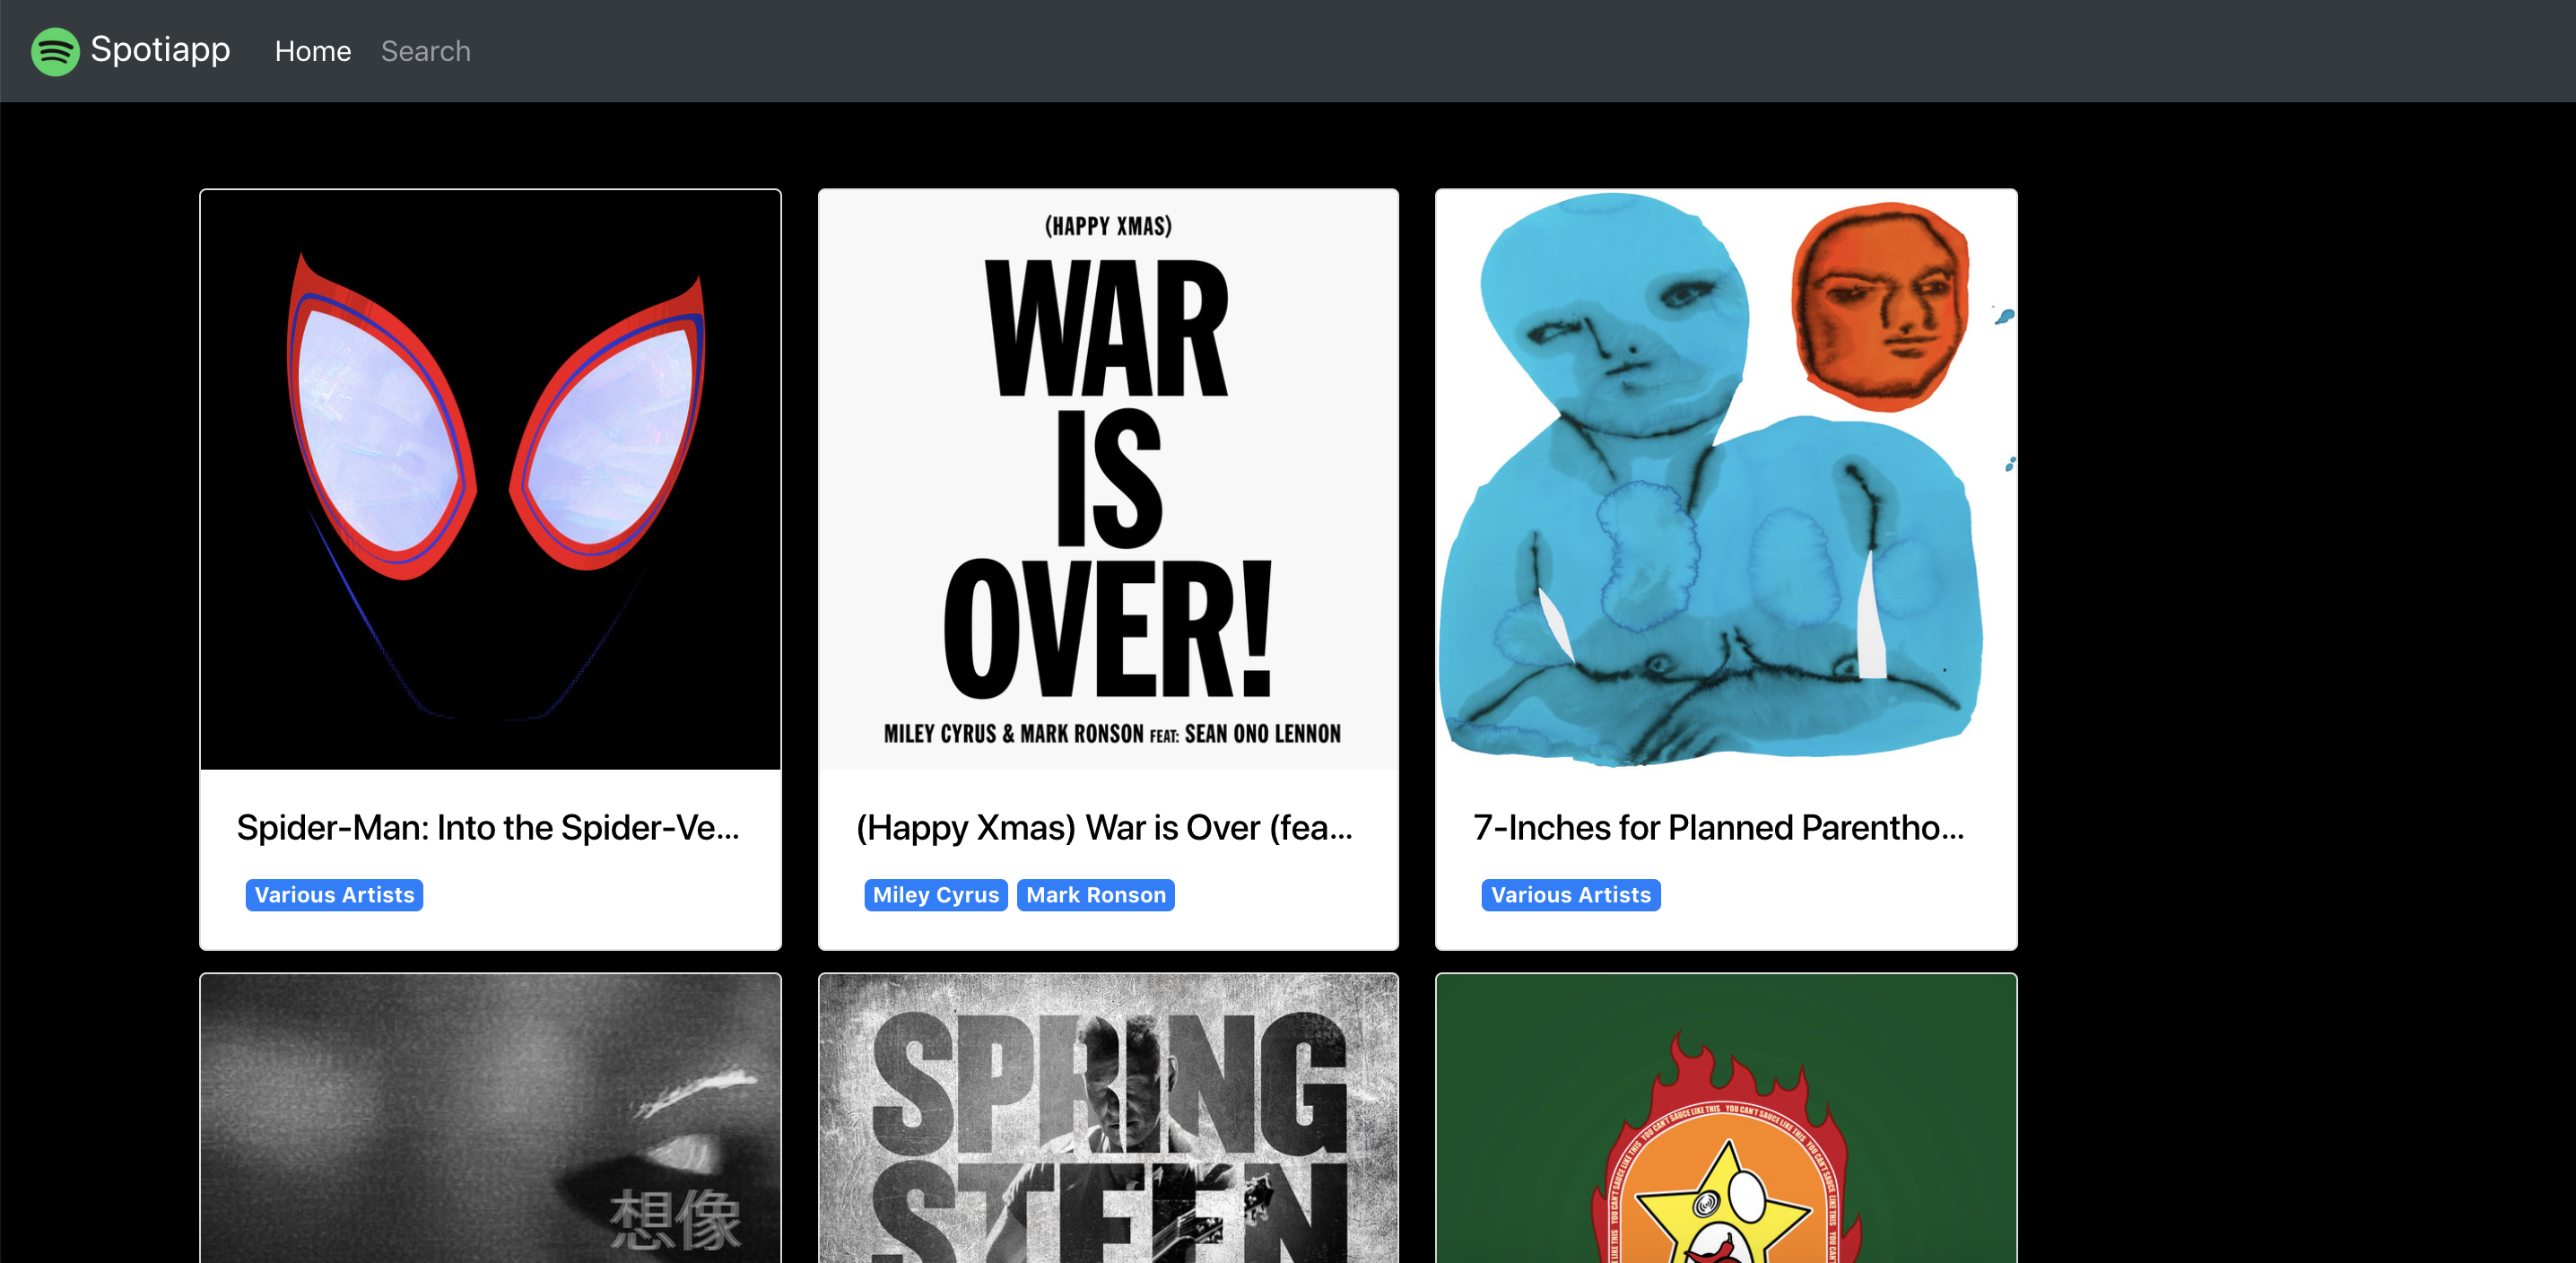 Spotiapp Home Search
(HAPPY XMAS)
WAR
IS
OVER!
MILEY CYRUS & MARK RONSON FEAT: SEAN ONO LENNON
Spider-Man: Into the Spider-Ve...
Various Artists
(Happy Xmas) War is Over (fea...
Miley Cyrus Mark Ronson
7-Inches for Planned Parentho...
Various Artists
想像
SPRING
STEEN
YOU CAN'T SAUCE LIKE THIS YOU CAN'T SAUCE LIKE THIS YOU CAN'T SAUCE LIKE THIS YOU CAN'T SAUCE LIKE THIS